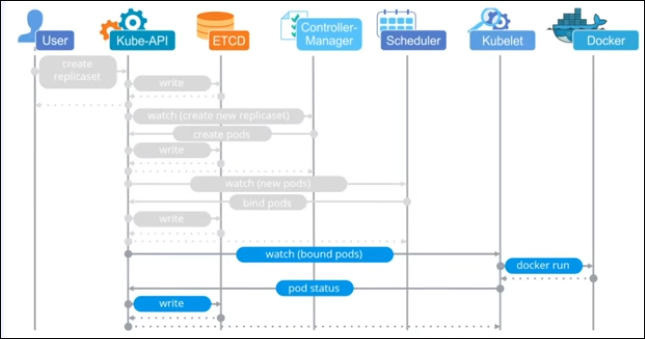 User
Kube-API
ETCD
Controller-
Manager
Scheduler
Kubelet
Docker
create
replicaset
write
watch (create new replicaset)
create pods
write
watch (new pods)
bind pods
write
watch (bound pods)
docker run
pod status
write